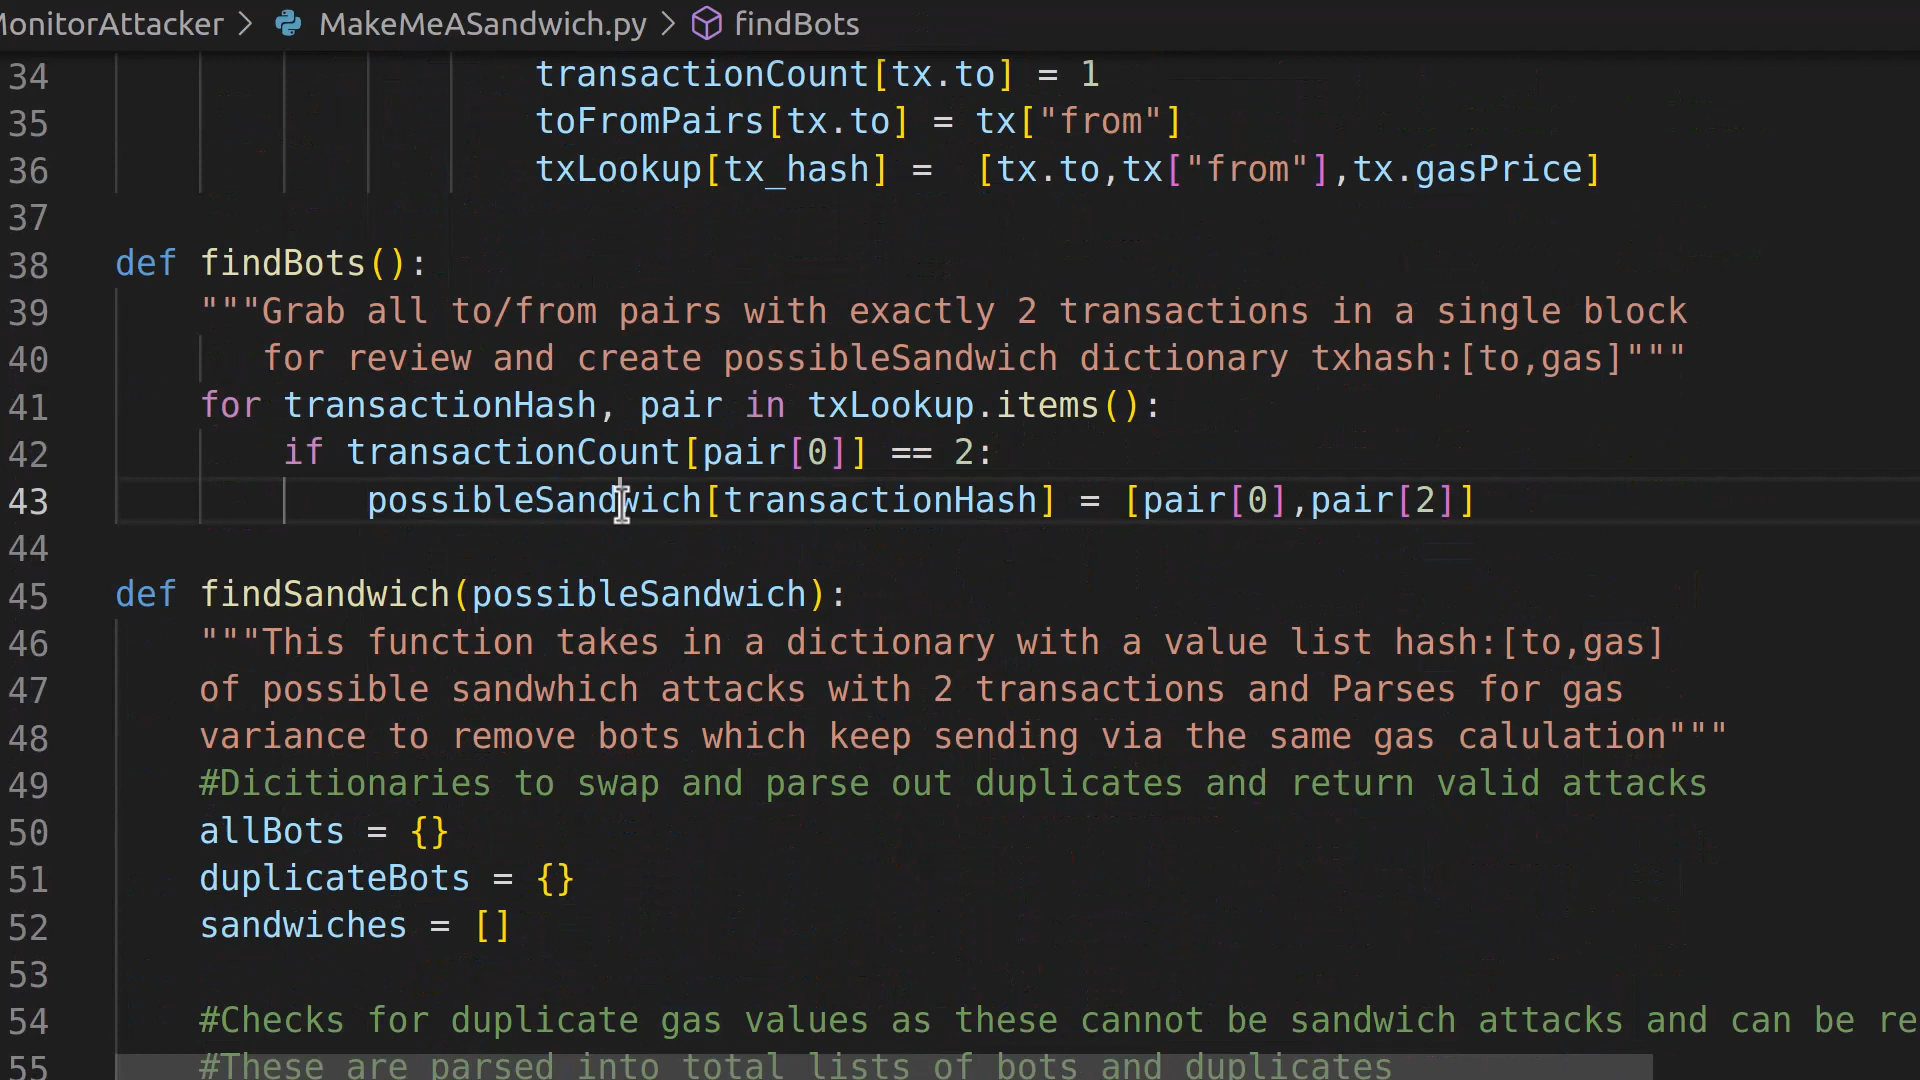 MonitorAttacker > MakeMeASandwich.py > findBots
34 transactionCount[tx.to] = 1
35 toFromPairs[tx.to] = tx["from"]
36 txLookup[tx_hash] =  [tx.to,tx["from"],tx.gasPrice]
37
38 def findBots():
39 """Grab all to/from pairs with exactly 2 transactions in a single block
40 for review and create possibleSandwich dictionary txhash:[to,gas]"""
41 for transactionHash, pair in txLookup.items():
42 if transactionCount[pair[0]] == 2:
43 possibleSandwich[transactionHash] = [pair[0],pair[2]]
44
45 def findSandwich(possibleSandwich):
46 """This function takes in a dictionary with a value list hash:[to,gas]
47 of possible sandwhich attacks with 2 transactions and Parses for gas
48 variance to remove bots which keep sending via the same gas calulation"""
49 #Dicitionaries to swap and parse out duplicates and return valid attacks
50 allBots = {}
51 duplicateBots = {}
52 sandwiches = []
53
54 #Checks for duplicate gas values as these cannot be sandwich attacks and can be re
55 #These are parsed into total lists of bots and duplicates